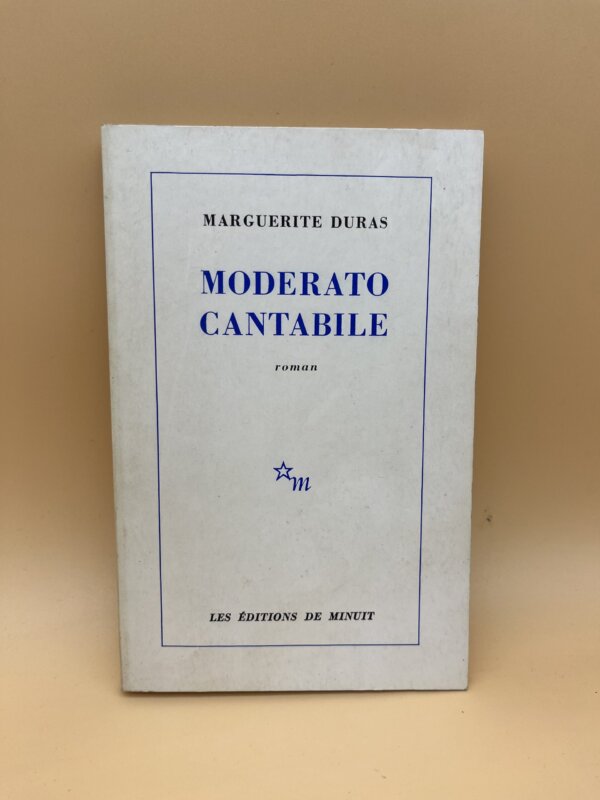 MARGUERITE DURAS
MODERATO
CANTABILE
roman
m
LES ÉDITIONS DE MINUIT